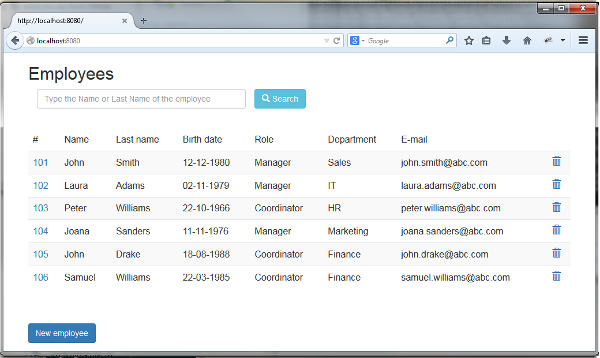 http://localhost:8080/
localhost:8080
Google
Employees
Type the Name or Last Name of the employee
Search
# Name Last name Birth date Role Department E-mail
101 John Smith 12-12-1980 Manager Sales john.smith@abc.com
102 Laura Adams 02-11-1979 Manager IT laura.adams@abc.com
103 Peter Williams 22-10-1966 Coordinator HR peter.williams@abc.com
104 Joana Sanders 11-11-1976 Manager Marketing joana.sanders@abc.com
105 John Drake 18-08-1988 Coordinator Finance john.drake@abc.com
106 Samuel Williams 22-03-1985 Coordinator Finance samuel.williams@abc.com
New employee